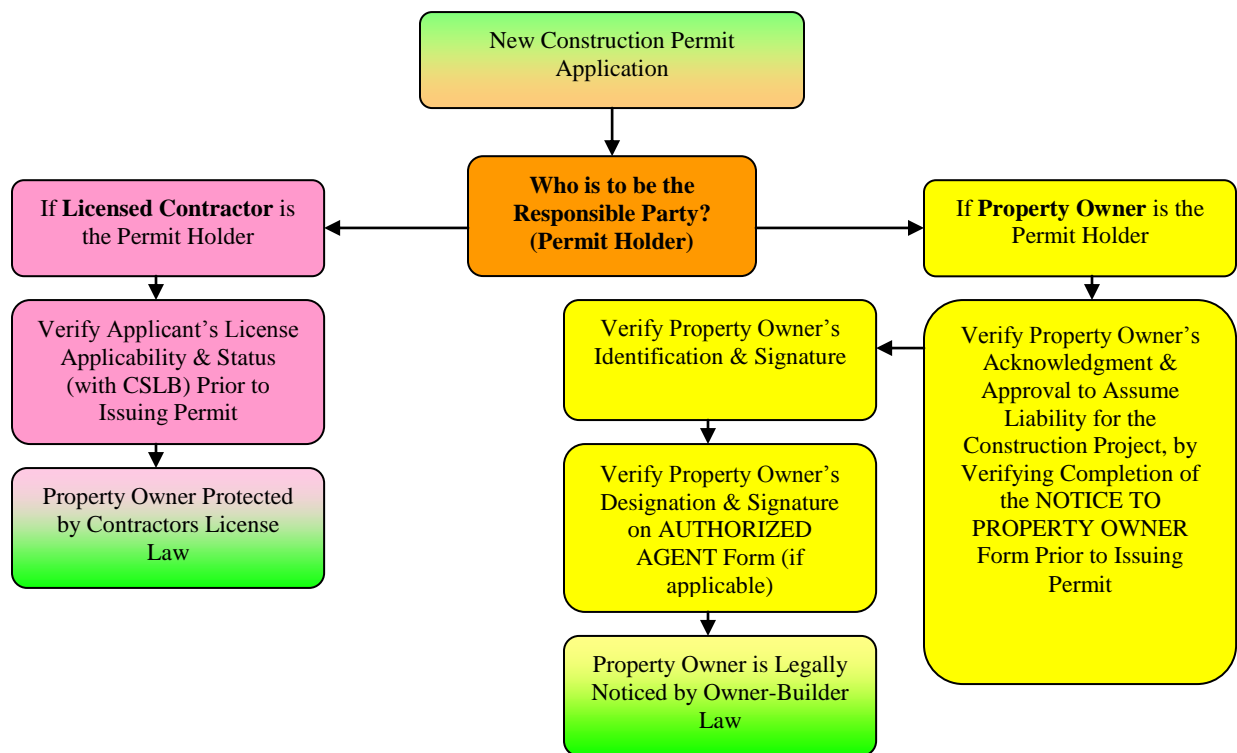 New Construction Permit
Application
Who is to be the
Responsible Party?
(Permit Holder)
If Licensed Contractor is
the Permit Holder
Verify Applicant’s License
Applicability & Status
(with CSLB) Prior to
Issuing Permit
Property Owner Protected
by Contractors License
Law
If Property Owner is the
Permit Holder
Verify Property Owner’s
Acknowledgment &
Approval to Assume
Liability for the
Construction Project, by
Verifying Completion of
the NOTICE TO
PROPERTY OWNER
Form Prior to Issuing
Permit
Verify Property Owner’s
Identification & Signature
Verify Property Owner’s
Designation & Signature
on AUTHORIZED
AGENT Form (if
applicable)
Property Owner is Legally
Noticed by Owner-Builder
Law